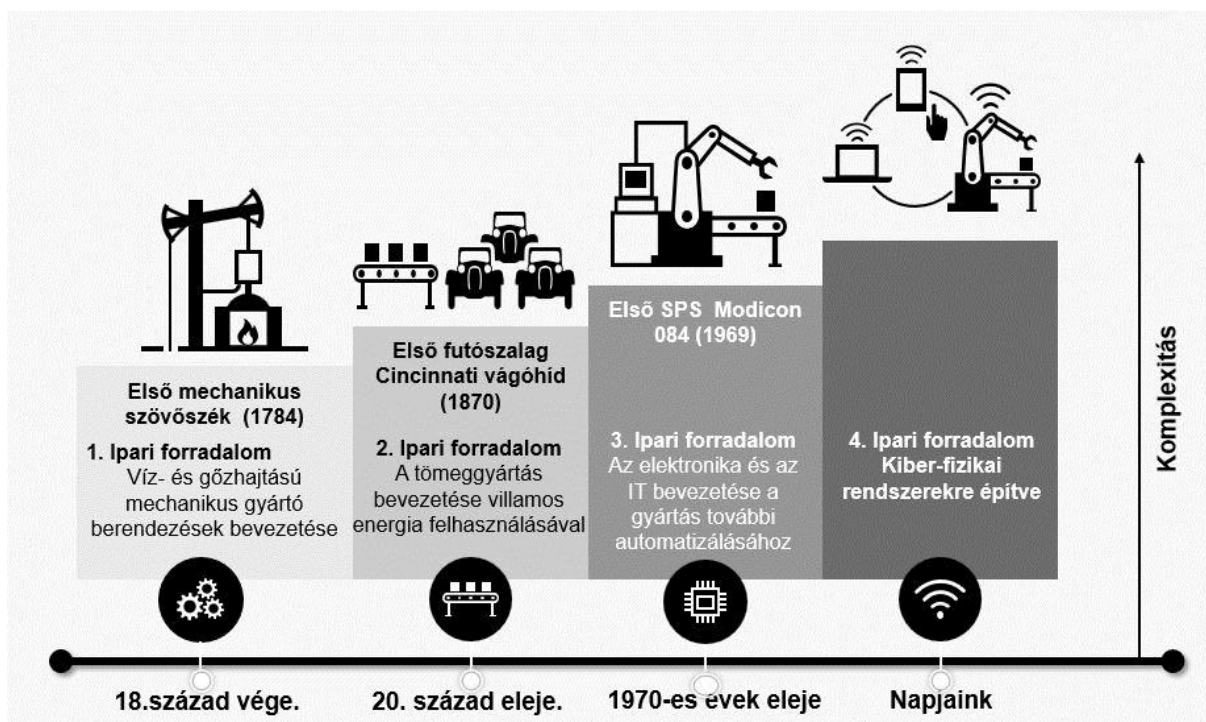 Első mechanikus
szövőszék (1784)
1. Ipari forradalom
Víz- és gőzhajtású
mechanikus gyártó
berendezések bevezetése
Első futószalag
Cincinnati vágóhíd
(1870)
2. Ipari forradalom
A tömeggyártás
bevezetése villamos
energia felhasználásával
Első SPS Modicon
084 (1969)
3. Ipari forradalom
Az elektronika és az
IT bevezetése a
gyártás további
automatizálásához
4. Ipari forradalom
Kiber-fizikai
rendszerekre építve
Komplexitás
18.század vége.
20. század eleje.
1970-es évek eleje
Napjaink